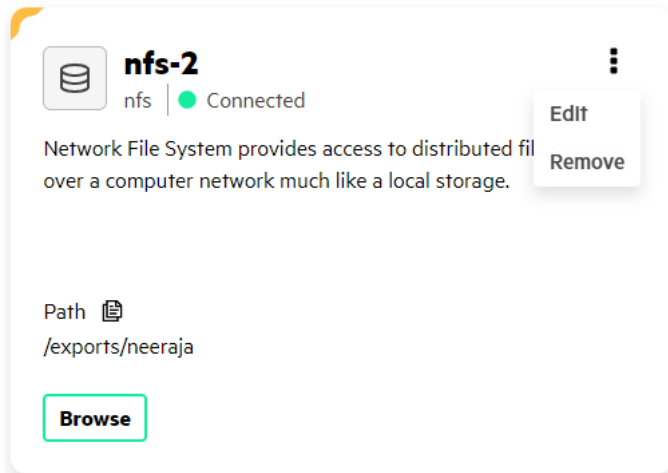 nfs-2
nfs Connected
Edit
Remove
Network File System provides access to distributed
over a computer network much like a local storage.
Path
/exports/neeraja
Browse